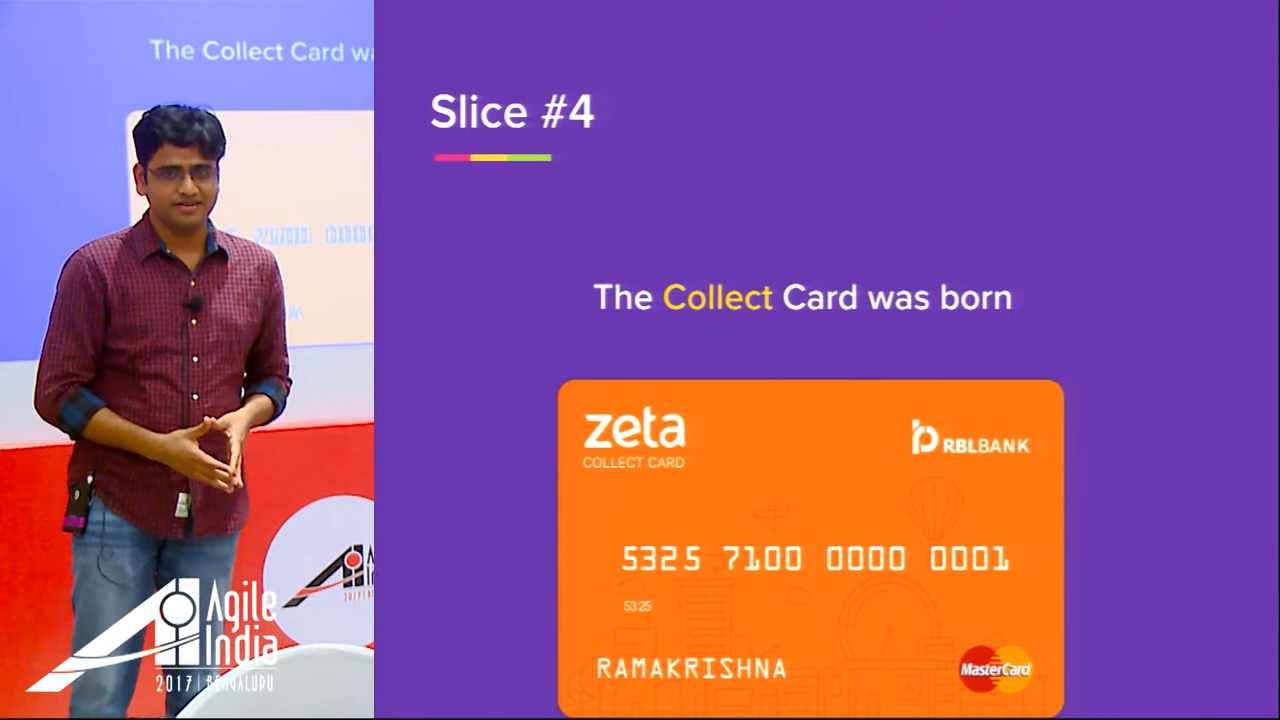 The Collect Card wa
Slice #4
The Collect Card was born
zeta
COLLECT CARD
RBLBANK
5325 7100 0000 0001
5325
RAMAKRISHNA
MasterCard
Agile
India
2017 | BENGALURU